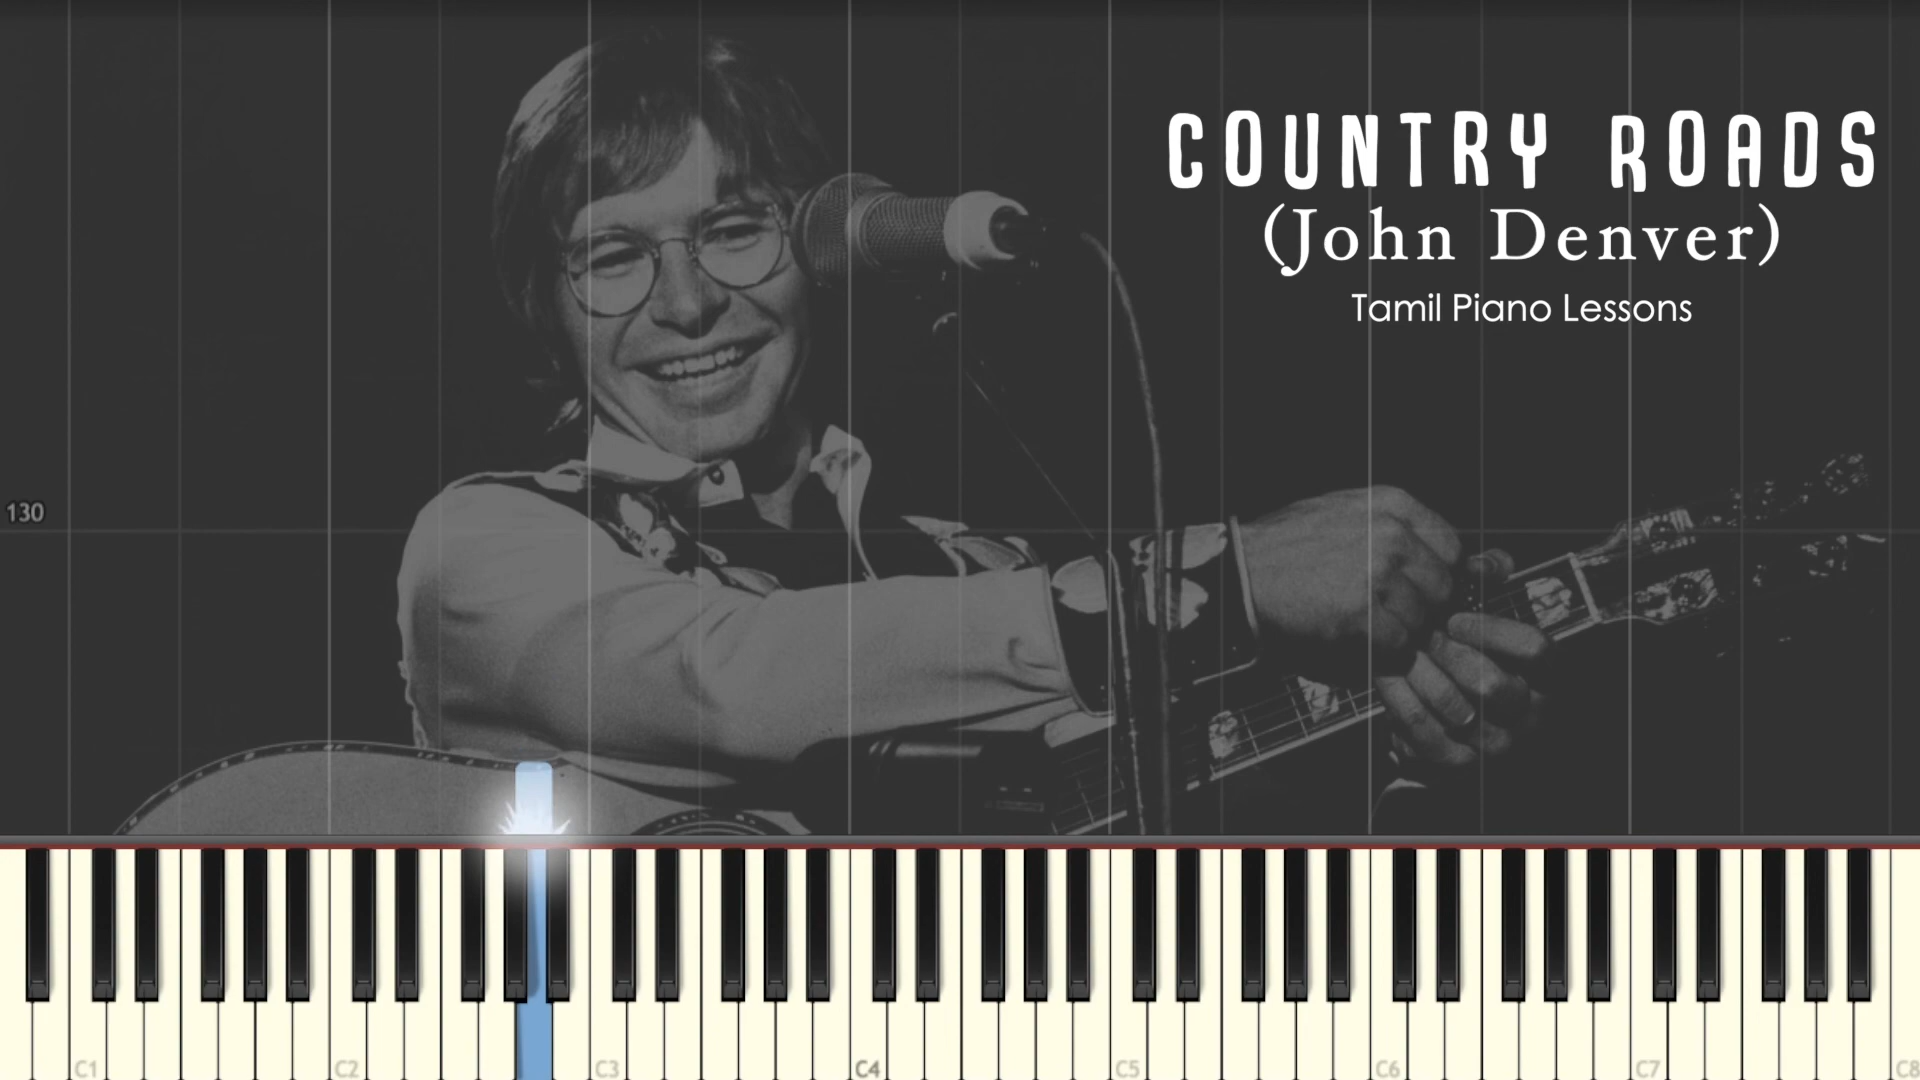 COUNTRY ROADS
(John Denver)
Tamil Piano Lessons
130
C1 C2 C3 C4 C5 C6 C7 C8